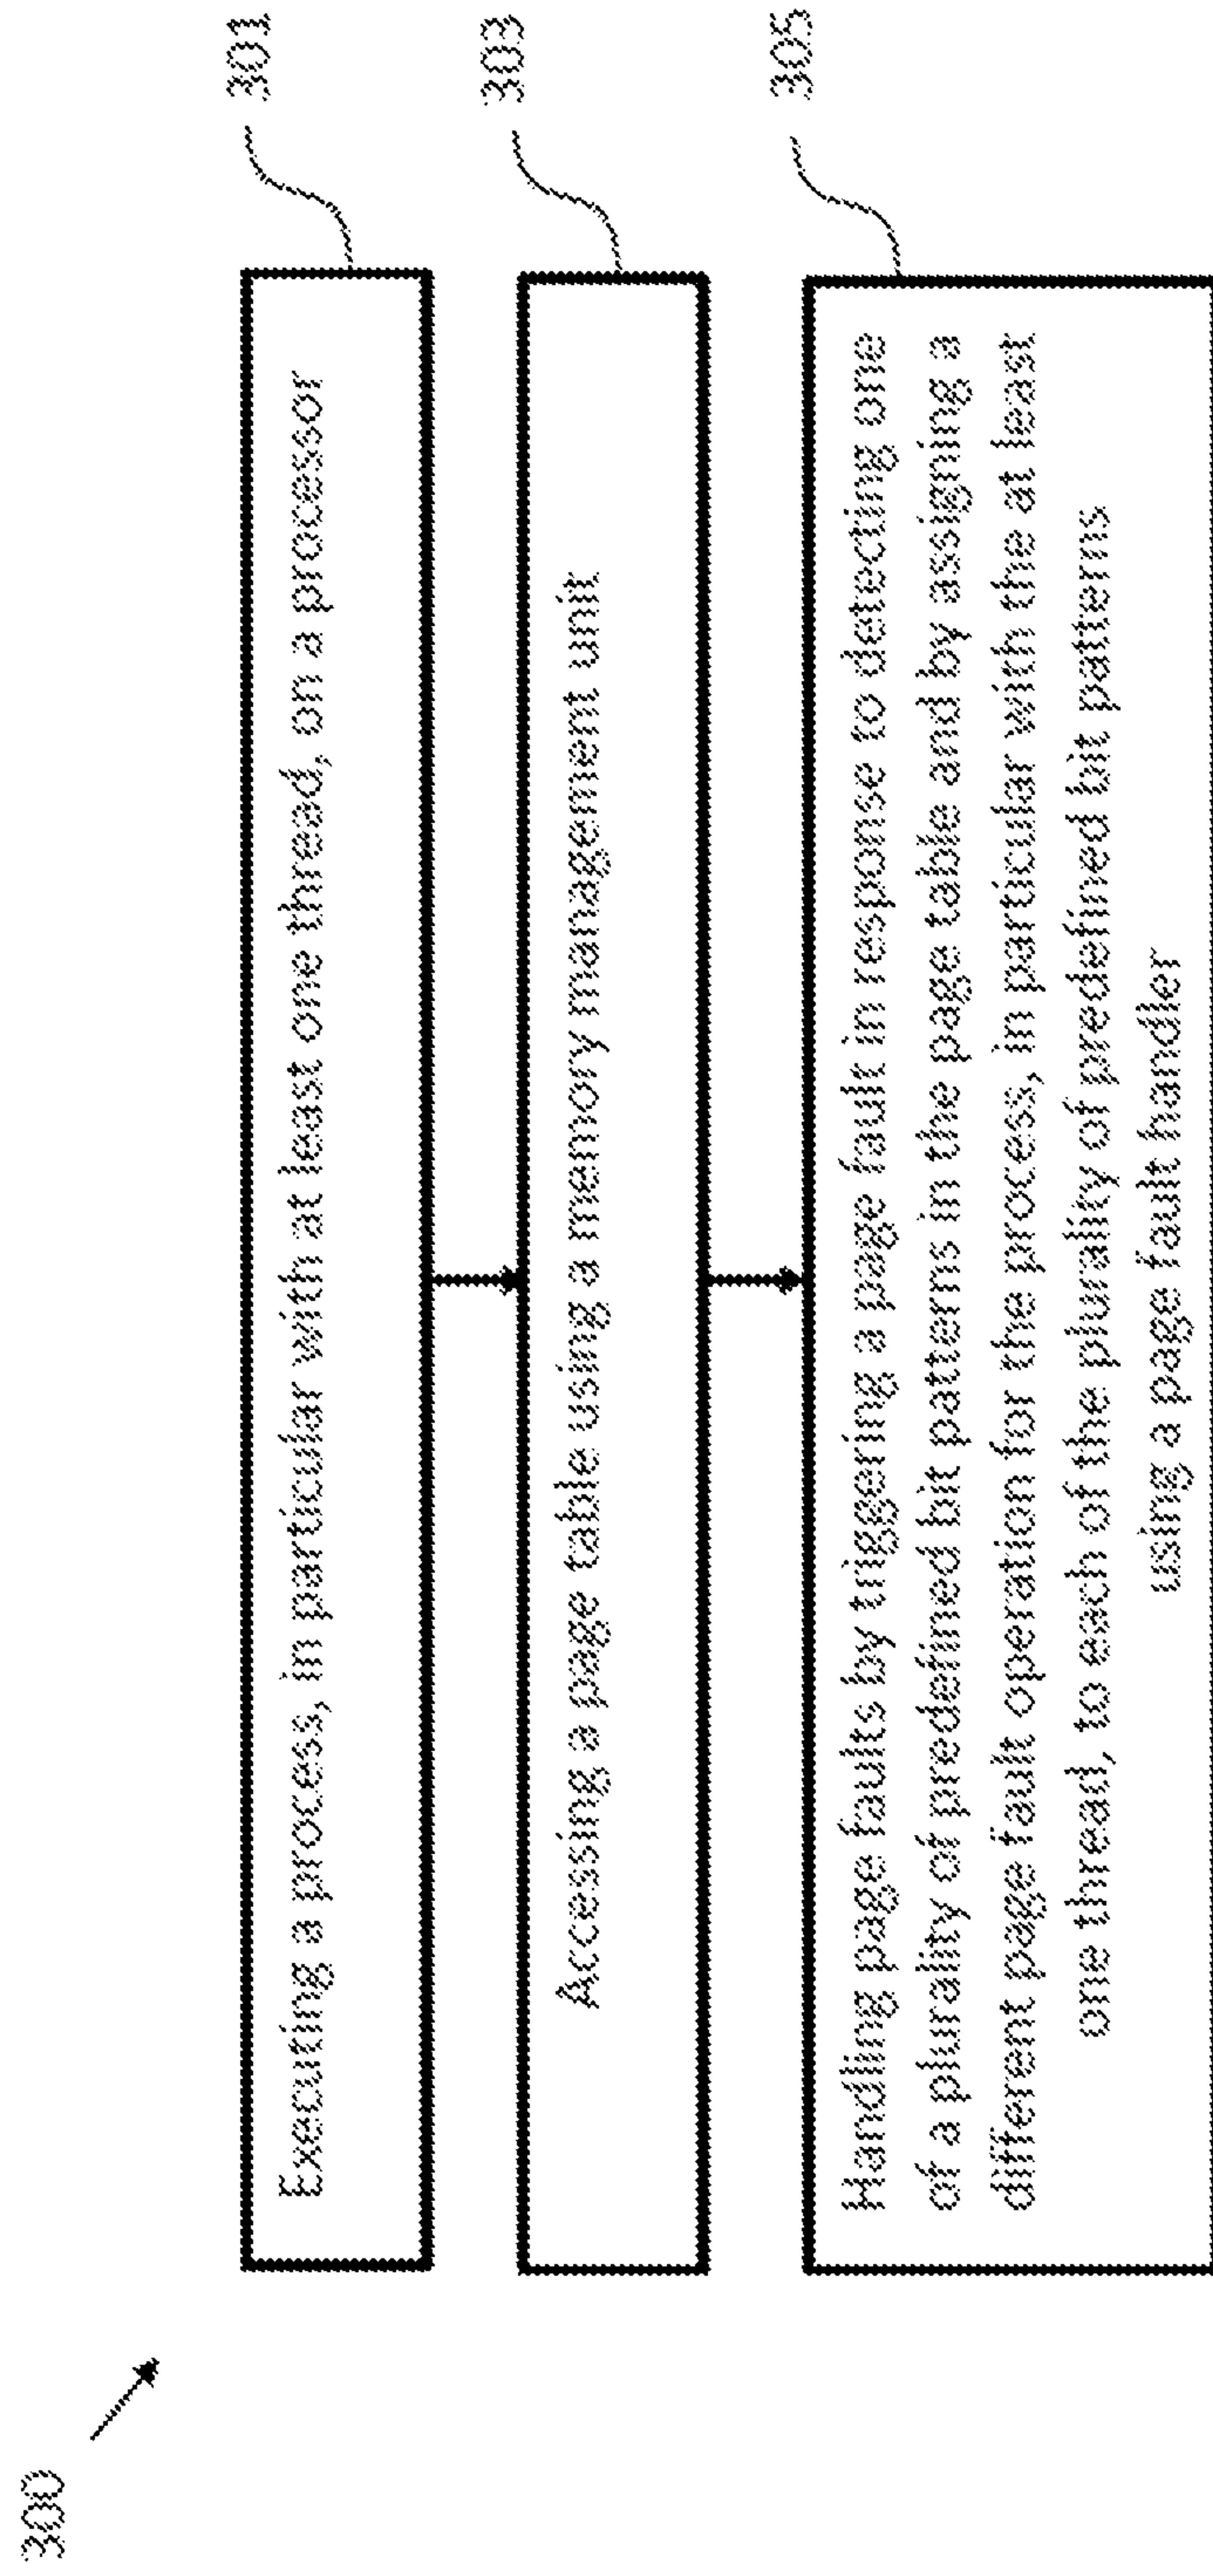 300
Executing a process, in particular with at least one thread, on a processor
301
Accessing a page table using a memory management unit
303
Handling page faults by triggering a page fault in response to detecting one
of a plurality of predefined bit patterns in the page table and by assigning a
different page fault operation for the process, in particular with the at least
one thread, to each of the plurality of predefined bit patterns
using a page fault handler
305